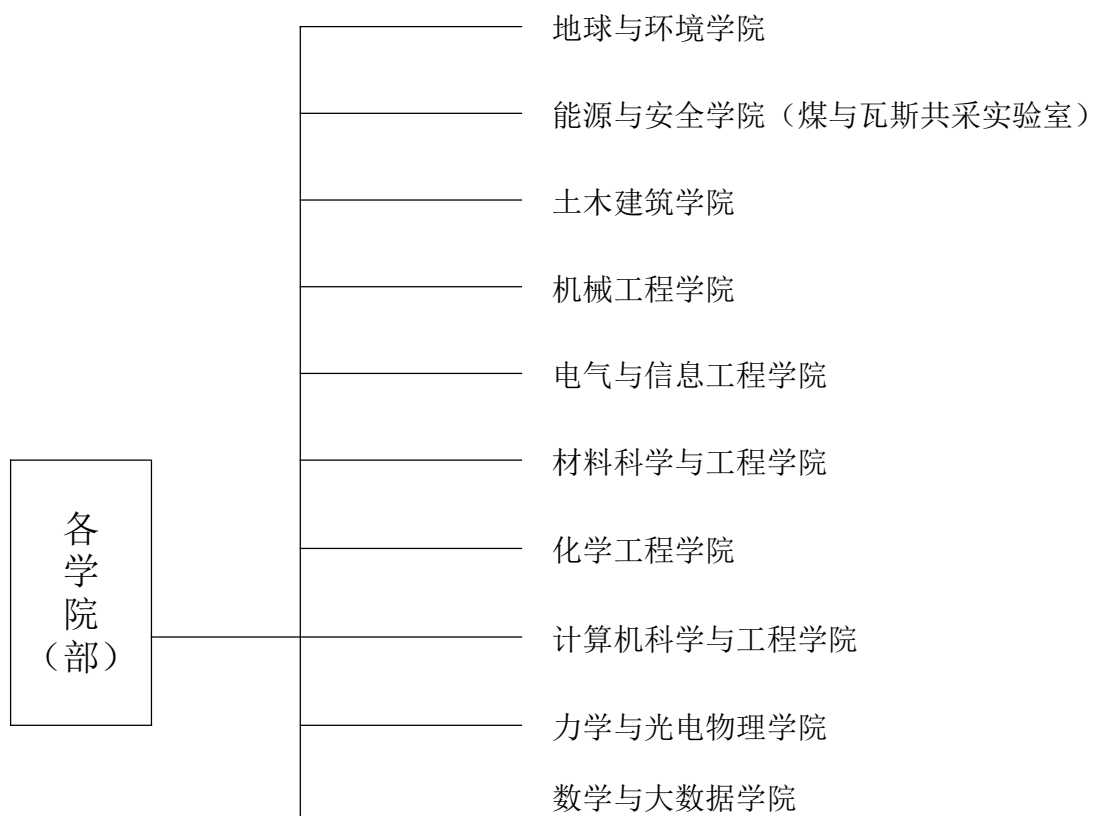 地球与环境学院
能源与安全学院（煤与瓦斯共采实验室）
土木建筑学院
机械工程学院
电气与信息工程学院
材料科学与工程学院
各
学
院
（部）
化学工程学院
计算机科学与工程学院
力学与光电物理学院
数学与大数据学院